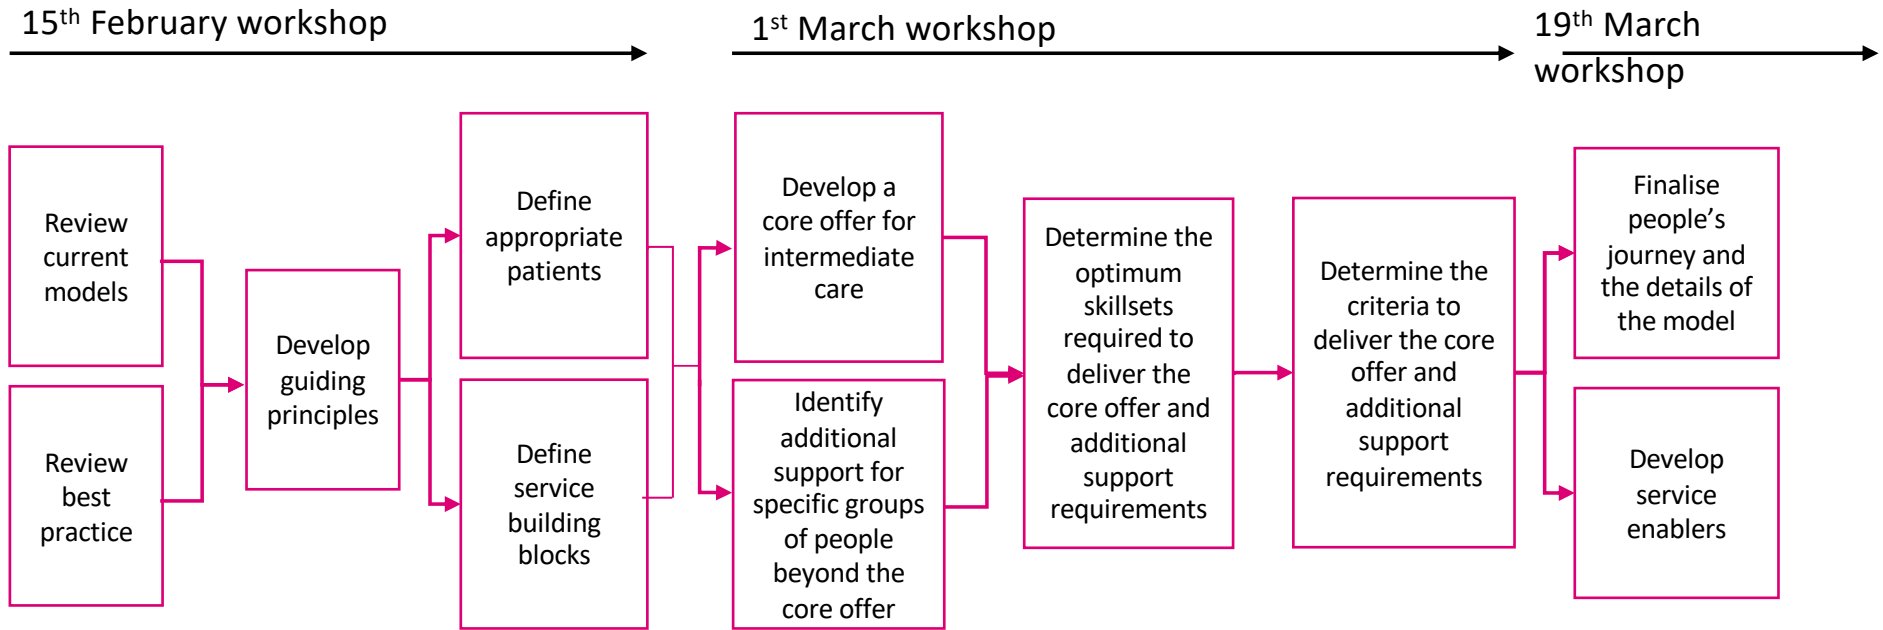 15th February workshop
1st March workshop
19th March
workshop
Review
current
models
Review
best
practice
Develop
guiding
principles
Define
appropriate
patients
Define
service
building
blocks
Develop a
core offer for
intermediate
care
Identify
additional
support for
specific groups
of people
beyond the
core offer
Determine the
optimum
skillsets
required to
deliver the
core offer and
additional
support
requirements
Determine the
criteria to
deliver the core
offer and
additional
support
requirements
Finalise
people’s
journey and
the details of
the model
Develop
service
enablers